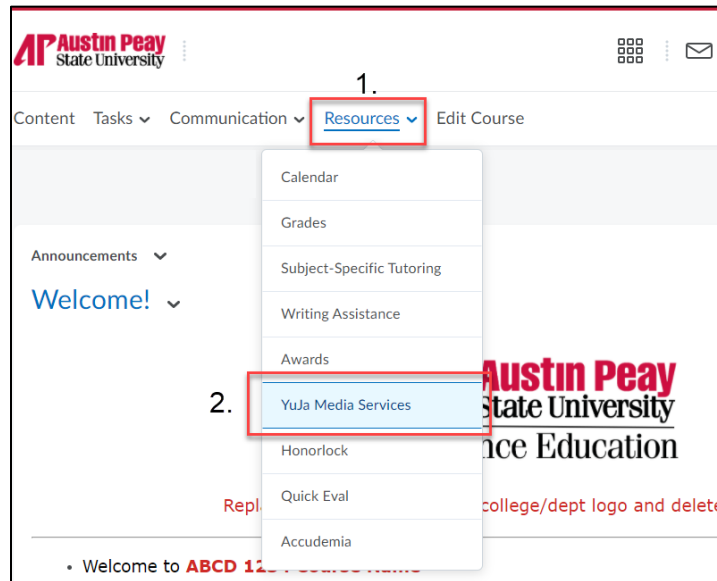 AP Austin Peay
State University
1.
Content Tasks Communication Resources Edit Course
Calendar
Grades
Announcements
Subject-Specific Tutoring
Welcome!
Writing Assistance
Awards
2.
YuJa Media Services
Austin Peay
State University
nce Education
Honorlock
Quick Eval
Repl college/dept logo and delete
Accudemia
• Welcome to ABCD